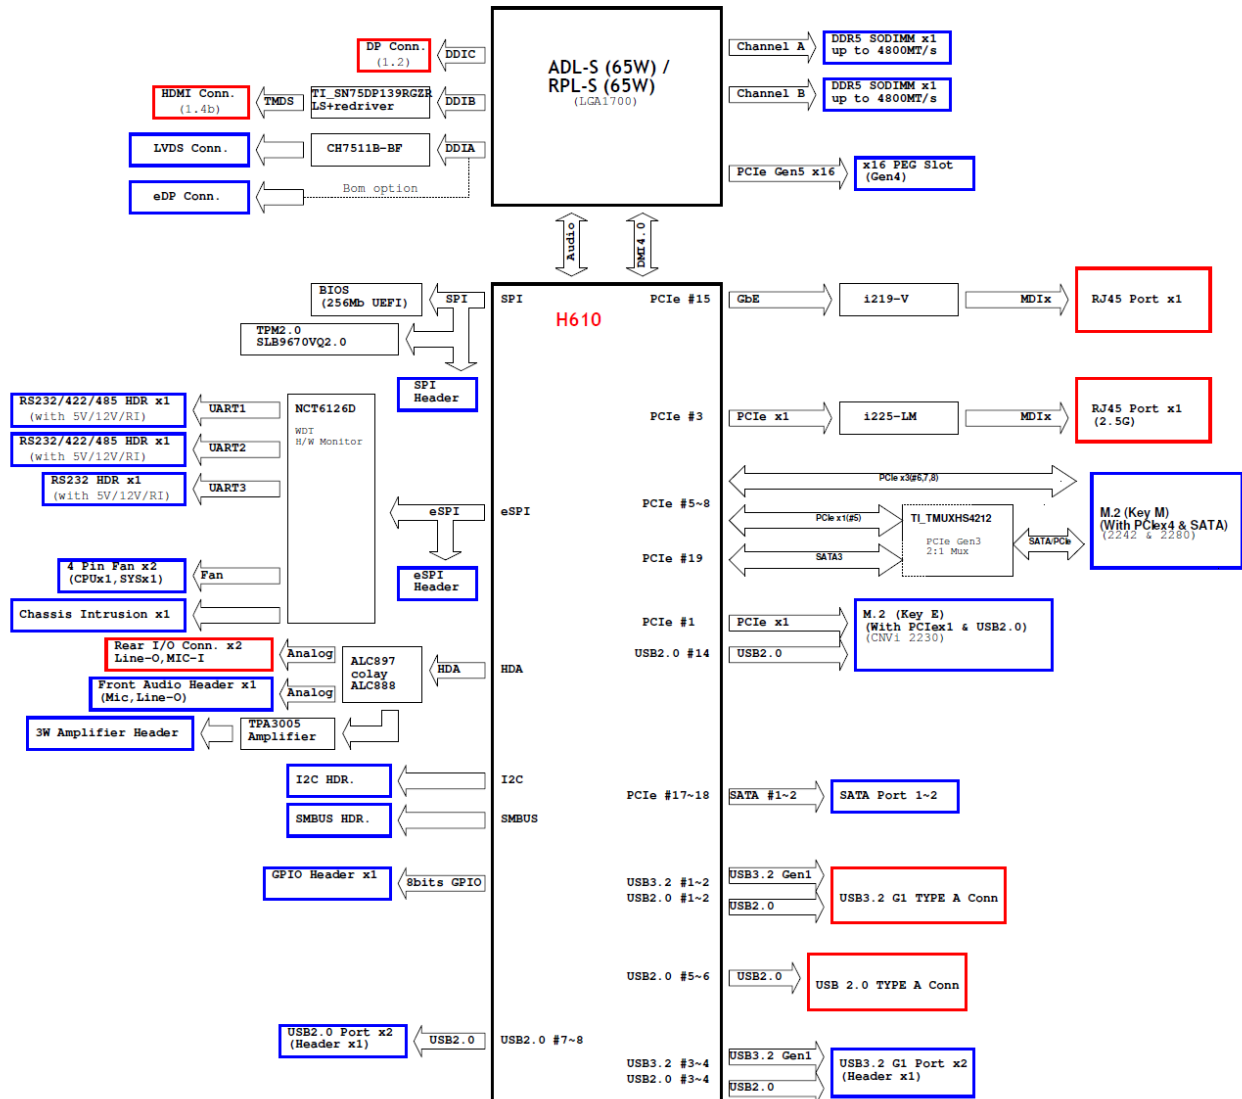 ADL-S (65W) /
RPL-S (65W)
(LGA1700)
DP Conn.
(1.2)
DDIC
HDMI Conn.
(1.4b)
TMDS
TI_SN75DP139RGZR
LS+redriver
DDIB
LVDS Conn.
CH7511B-BF
DDIA
eDP Conn.
Bom option
Channel A
DDR5 SODIMM x1
up to 4800MT/s
Channel B
DDR5 SODIMM x1
up to 4800MT/s
PCIe Gen5 x16
x16 PEG Slot
(Gen4)
Audio
DMI4.0
H610
BIOS
(256Mb UEFI)
SPI
SPI
TPM2.0
SLB9670VQ2.0
SPI
Header
RS232/422/485 HDR x1
(with 5V/12V/RI)
UART1
RS232/422/485 HDR x1
(with 5V/12V/RI)
UART2
RS232 HDR x1
(with 5V/12V/RI)
UART3
NCT6126D
WDT
H/W Monitor
eSPI
eSPI
eSPI
Header
4 Pin Fan x2
(CPUx1,SYSx1)
Fan
Chassis Intrusion x1
Rear I/O Conn. x2
Line-O,MIC-I
Analog
Front Audio Header x1
(Mic,Line-O)
Analog
ALC897
colay
ALC888
HDA
HDA
3W Amplifier Header
TPA3005
Amplifier
I2C HDR.
I2C
SMBUS HDR.
SMBUS
GPIO Header x1
8bits GPIO
USB2.0 Port x2
(Header x1)
USB2.0
USB2.0 #7~8
PCIe #15
GbE
i219-V
MDIx
RJ45 Port x1
PCIe #3
PCIe x1
i225-LM
MDIx
RJ45 Port x1
(2.5G)
PCIe #5~8
PCIe x3(#6,7,8)
PCIe x1(#5)
TI_TMUXHS4212
PCIe Gen3
2:1 Mux
PCIe #19
SATA3
SATA/PCIe
M.2 (Key M)
(With PCIex4 & SATA)
(2242 & 2280)
PCIe #1
PCIe x1
USB2.0 #14
USB2.0
M.2 (Key E)
(With PCIex1 & USB2.0)
(CNVi 2230)
PCIe #17~18
SATA #1~2
SATA Port 1~2
USB3.2 #1~2
USB3.2 Gen1
USB2.0 #1~2
USB2.0
USB3.2 G1 TYPE A Conn
USB2.0 #5~6
USB2.0
USB 2.0 TYPE A Conn
USB3.2 #3~4
USB3.2 Gen1
USB2.0 #3~4
USB2.0
USB3.2 G1 Port x2
(Header x1)